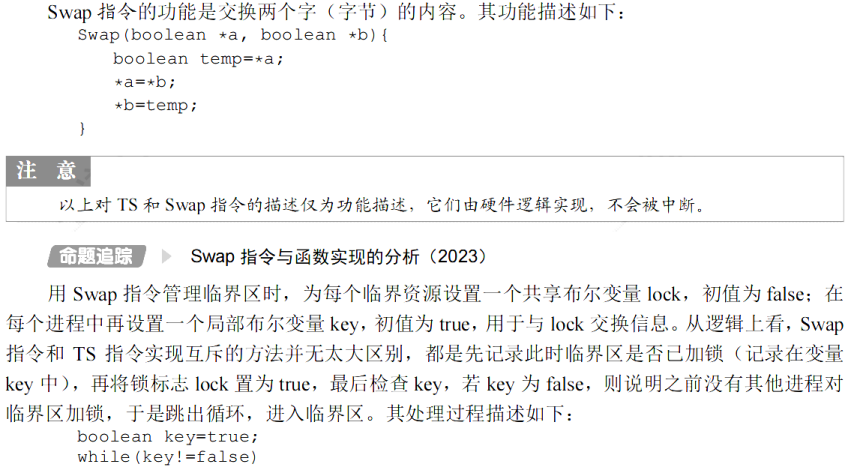 Swap 指令的功能是交换两个字（字节）的内容。其功能描述如下：
Swap(boolean *a, boolean *b){
boolean temp=*a;
*a=*b;
*b=temp;
}
注 意
以上对 TS 和 Swap 指令的描述仅为功能描述，它们由硬件逻辑实现，不会被中断。
命题追踪 Swap 指令与函数实现的分析（2023）
用 Swap 指令管理临界区时，为每个临界资源设置一个共享布尔变量 lock，初值为 false；在
每个进程中再设置一个局部布尔变量 key，初值为 true，用于与 lock 交换信息。从逻辑上看，Swap
指令和 TS 指令实现互斥的方法并无太大区别，都是先记录此时临界区是否已加锁（记录在变量
key 中），再将锁标志 lock 置为 true，最后检查 key，若 key 为 false，则说明之前没有其他进程对
临界区加锁，于是跳出循环，进入临界区。其处理过程描述如下：
boolean key=true;
while(key!=false)